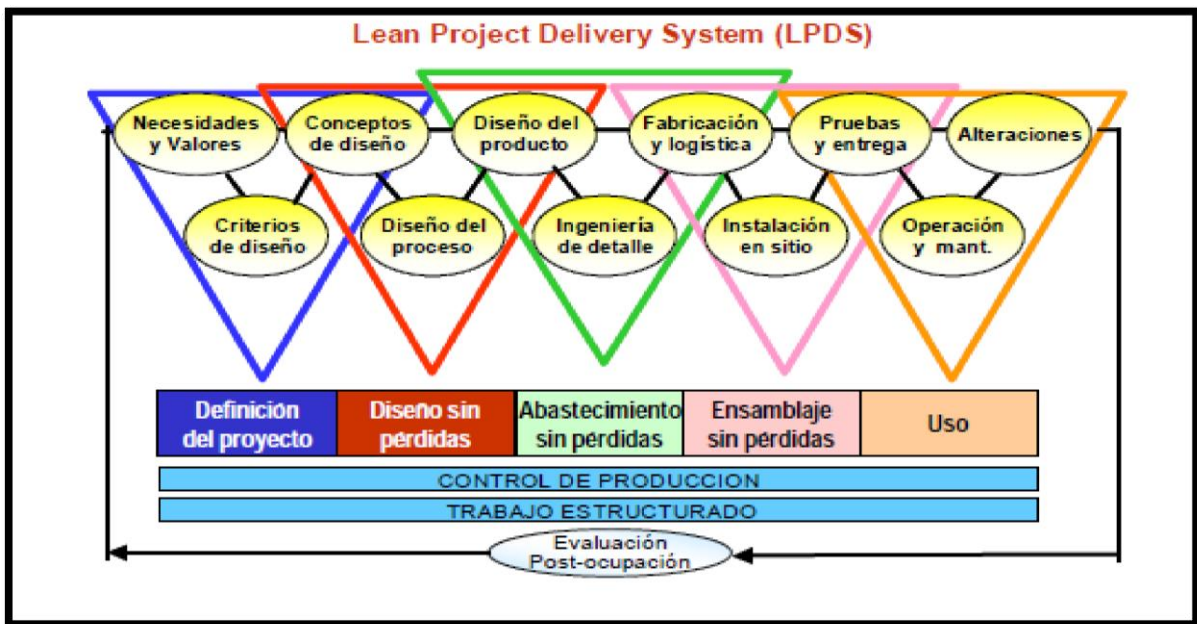 Lean Project Delivery System (LPDS)
Necesidades
y Valores
Conceptos
de diseño
Diseño del
producto
Fabricación
y logística
Pruebas
y entrega
Alteraciones
Criterios
de diseño
Diseño del
proceso
Ingeniería
de detalle
Instalación
en sitio
Operación
y mant.
Definición
del proyecto
Diseño sin
pérdidas
Abastecimiento
sin pérdidas
Ensamblaje
sin pérdidas
Uso
CONTROL DE PRODUCCION
TRABAJO ESTRUCTURADO
Evaluación
Post-ocupación